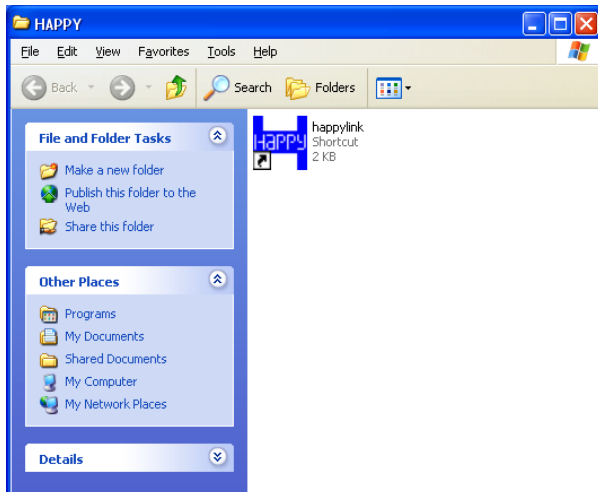 HAPPY
File Edit View Favorites Tools Help
Back Search Folders
File and Folder Tasks
Make a new folder
Publish this folder to the
Web
Share this folder
Other Places
Programs
My Documents
Shared Documents
My Computer
My Network Places
Details
HAPPY
happylink
Shortcut
2 KB